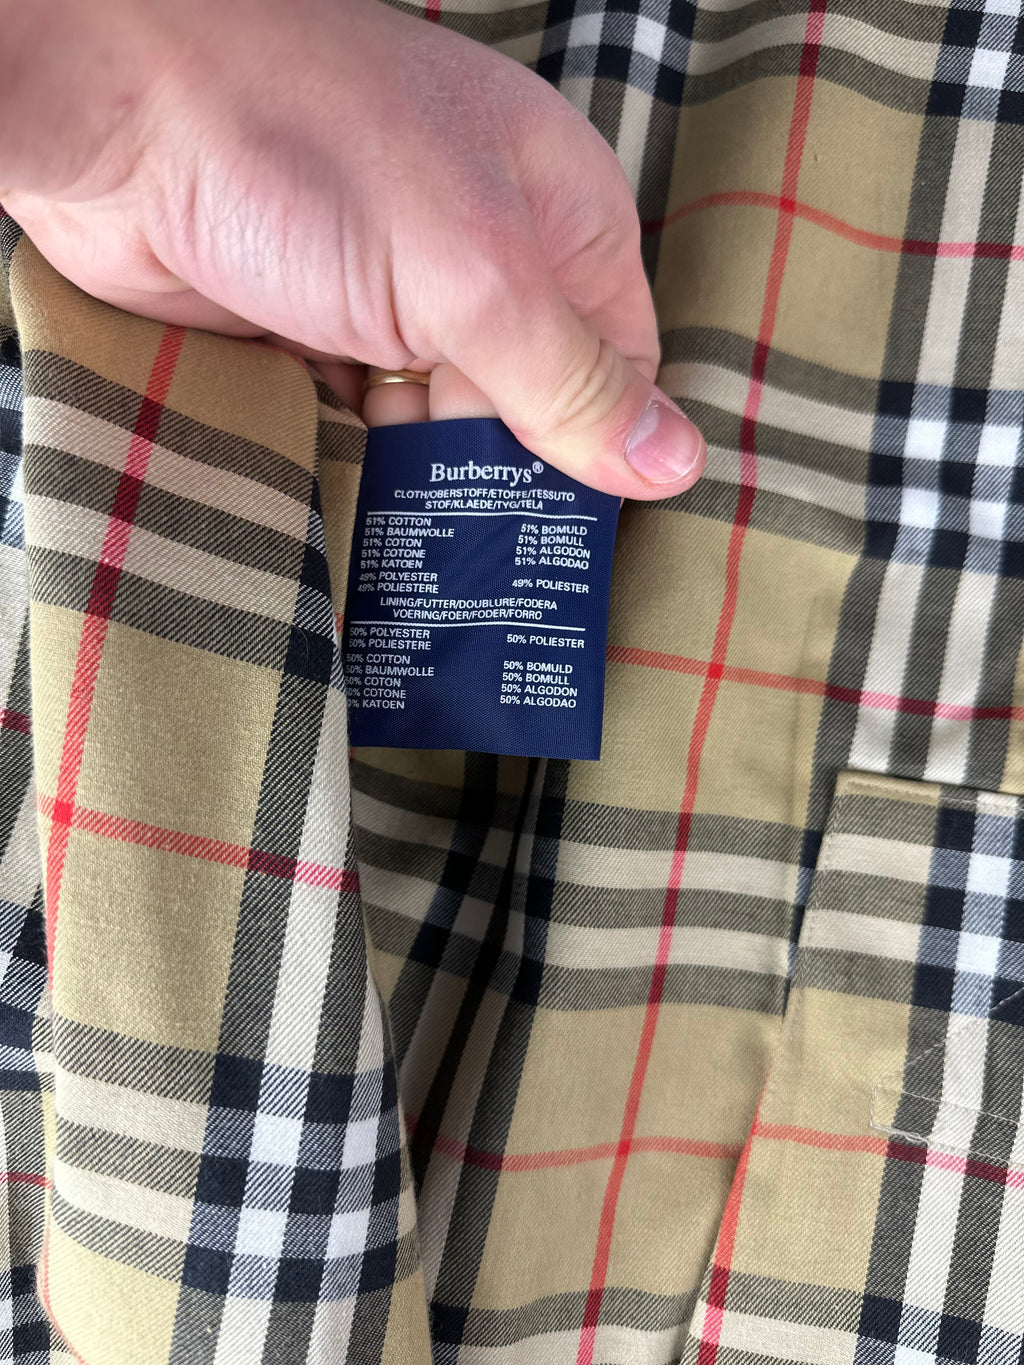 Burberrys®
CLOTH/OBERSTOFF/ETOFFE/TESSUTO
STOF/KLAEDE/TYG/TELA
51% COTTON
51% BAUMWOLLE
51% COTON
51% COTONE
51% KATOEN
51% BOMULD
51% BOMULL
51% ALGODON
51% ALGODAO
49% POLYESTER
49% POLIESTERE
49% POLIESTER
LINING/FUTTER/DOUBLURE/FODERA
VOERING/FOER/FODER/FORRO
50% POLYESTER
50% POLIESTERE
50% POLIESTER
50% COTTON
50% BAUMWOLLE
50% COTON
50% COTONE
0% KATOEN
50% BOMULD
50% BOMULL
50% ALGODON
50% ALGODAO